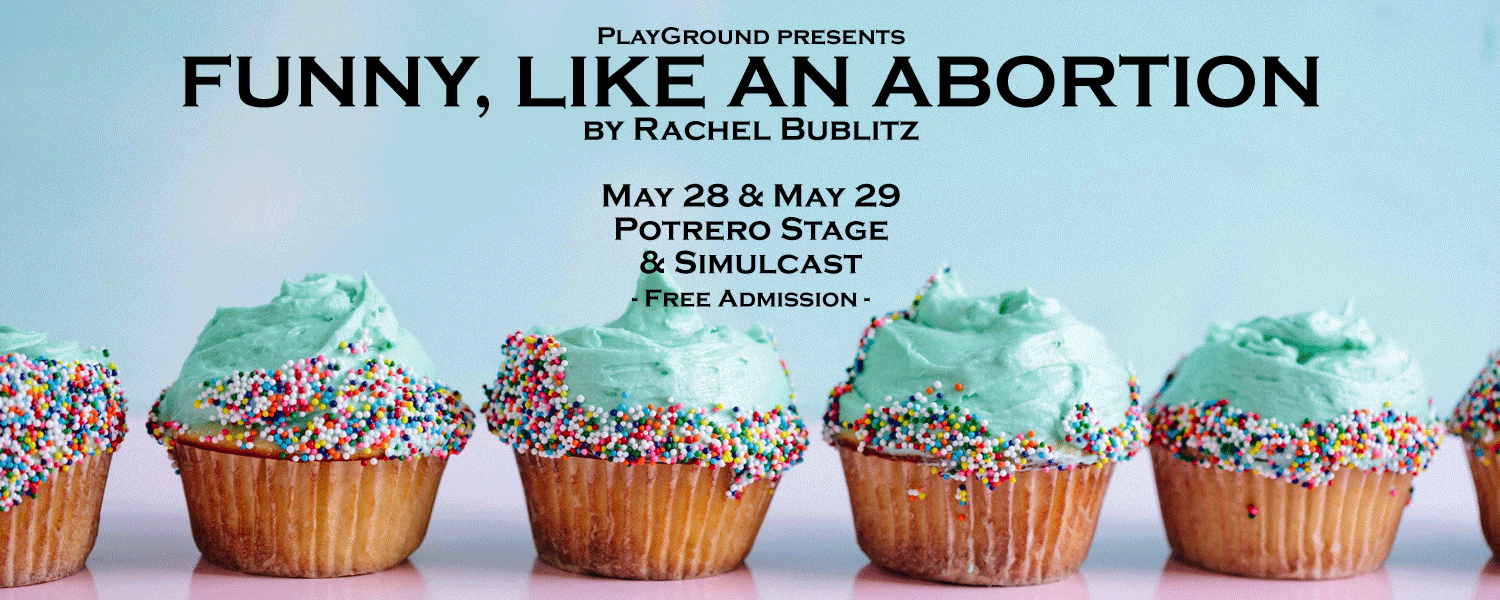 PlayGround presents
Funny, Like an Abortion
by Rachel Bublitz
May 28 & May 29
Potrero Stage
& Simulcast
- Free Admission -